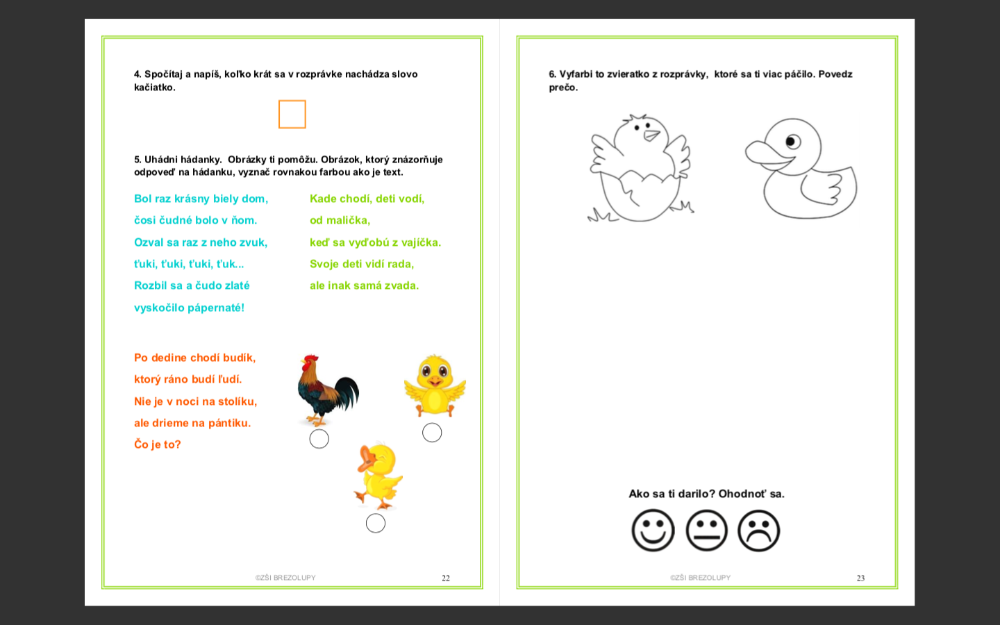 4. Spočítaj a napíš, koľko krát sa v rozprávke nachádza slovo
kačiatko.
5. Uhádni hádanky.  Obrázky ti pomôžu. Obrázok, ktorý znázorňuje
odpoveď na hádanku, vyznač rovnakou farbou ako je text.
Bol raz krásny biely dom,
čosi čudné bolo v ňom.
Ozval sa raz z neho zvuk,
ťuki, ťuki, ťuki, ťuk...
Rozbil sa a čudo zlaté
vyskočilo pápernaté!
Kade chodí, deti vodí,
od malička,
keď sa vyďobú z vajíčka.
Svoje deti vidí rada,
ale inak samá zvada.
Po dedine chodí budík,
ktorý ráno budí ľudí.
Nie je v noci na stolíku,
ale drieme na pántiku.
Čo je to?
©ZŠI BREZOLUPY
22
6. Vyfarbi to zvieratko z rozprávky,  ktoré sa ti viac páčilo. Povedz
prečo.
Ako sa ti darilo? Ohodnoť sa.
©ZŠI BREZOLUPY
23